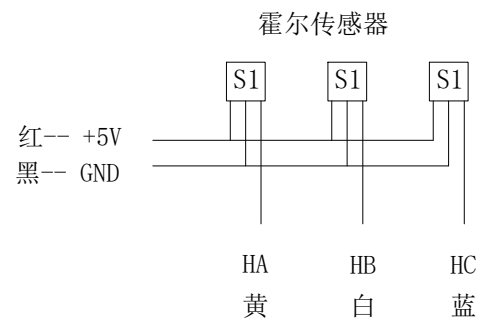 霍尔传感器
S1 S1 S1
红-- +5V
黑-- GND
HA HB HC
黄 白 蓝